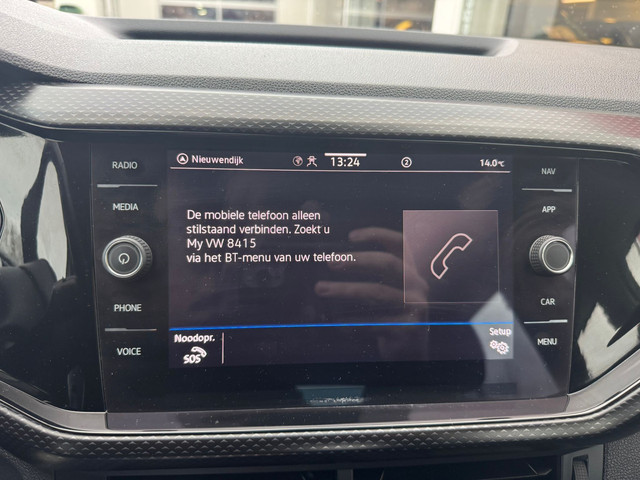 RADIO
MEDIA
PHONE
VOICE
Nieuwendijk
13:24
2
14.0°C
De mobiele telefoon alleen
stilstand verbinden. Zoekt u
My VW 8415
via het BT-menu van uw telefoon.
Noodopr.
SOS
Setup
NAV
APP
CAR
MENU